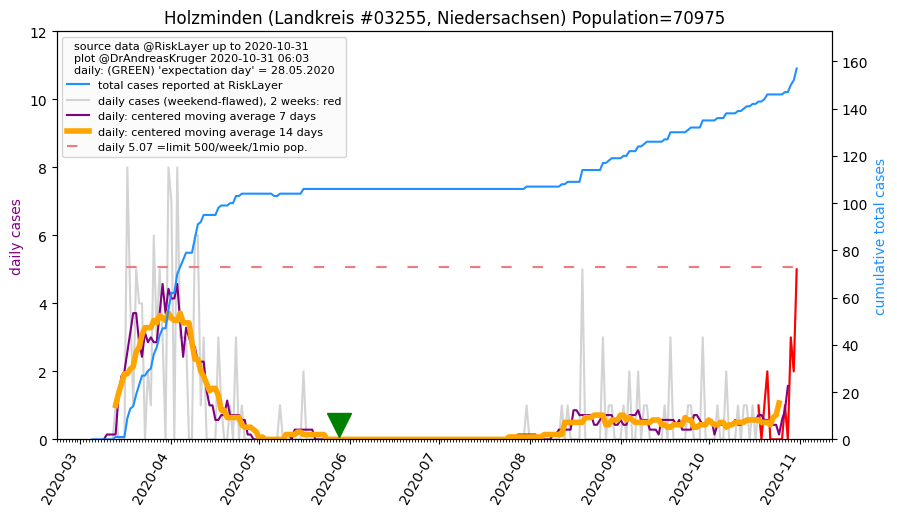 Holzminden (Landkreis #03255, Niedersachsen) Population=70975
source data @RiskLayer up to 2020-10-31
plot @DrAndreasKruger 2020-10-31 06:03
daily: (GREEN) 'expectation day' = 28.05.2020
total cases reported at RiskLayer
daily cases (weekend-flawed), 2 weeks: red
daily: centered moving average 7 days
daily: centered moving average 14 days
daily 5.07 =limit 500/week/1mio pop.
daily cases
12
10
8
6
4
2
0
cumulative total cases
160
140
120
100
80
60
40
20
0
2020-03
2020-04
2020-05
2020-06
2020-07
2020-08
2020-09
2020-10
2020-11